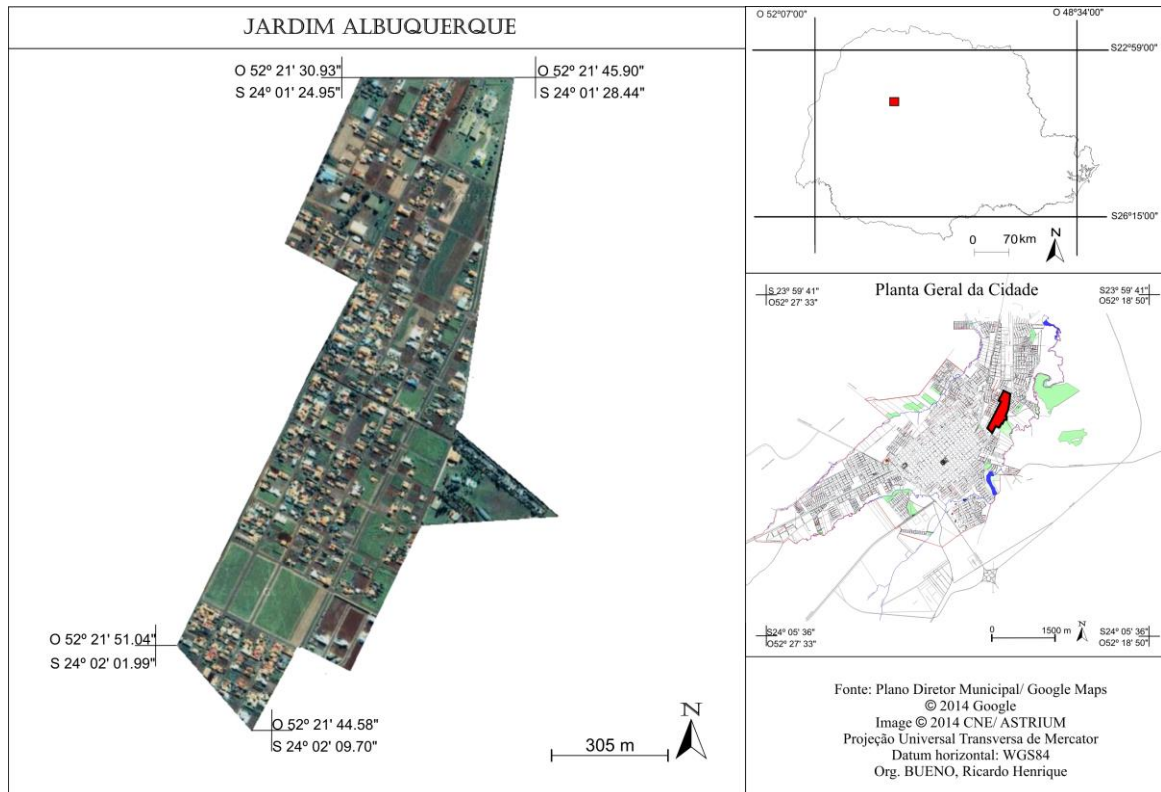 JARDIM ALBUQUERQUE
O 52º 21' 30.93"
S 24º 01' 24.95"
O 52º 21' 45.90"
S 24º 01' 28.44"
O 52º 21' 51.04"
S 24º 02' 01.99"
O 52º 21' 44.58"
S 24º 02' 09.70"
305 m
N
O 52º07'00"
O 48º34'00"
S22º59'00"
S26º15'00"
0 70km
N
Planta Geral da Cidade
S 23º 59' 41"
O52º 27' 33"
S 23º 59' 41"
O52º 18' 50"
S24º 05' 36"
O52º 27' 33"
0 1500 m
N
S24º 05' 36"
O52º 18' 50"
Fonte: Plano Diretor Municipal/ Google Maps
© 2014 Google
Image © 2014 CNE/ ASTRIUM
Projeção Universal Transversa de Mercator
Datum horizontal: WGS84
Org. BUENO, Ricardo Henrique